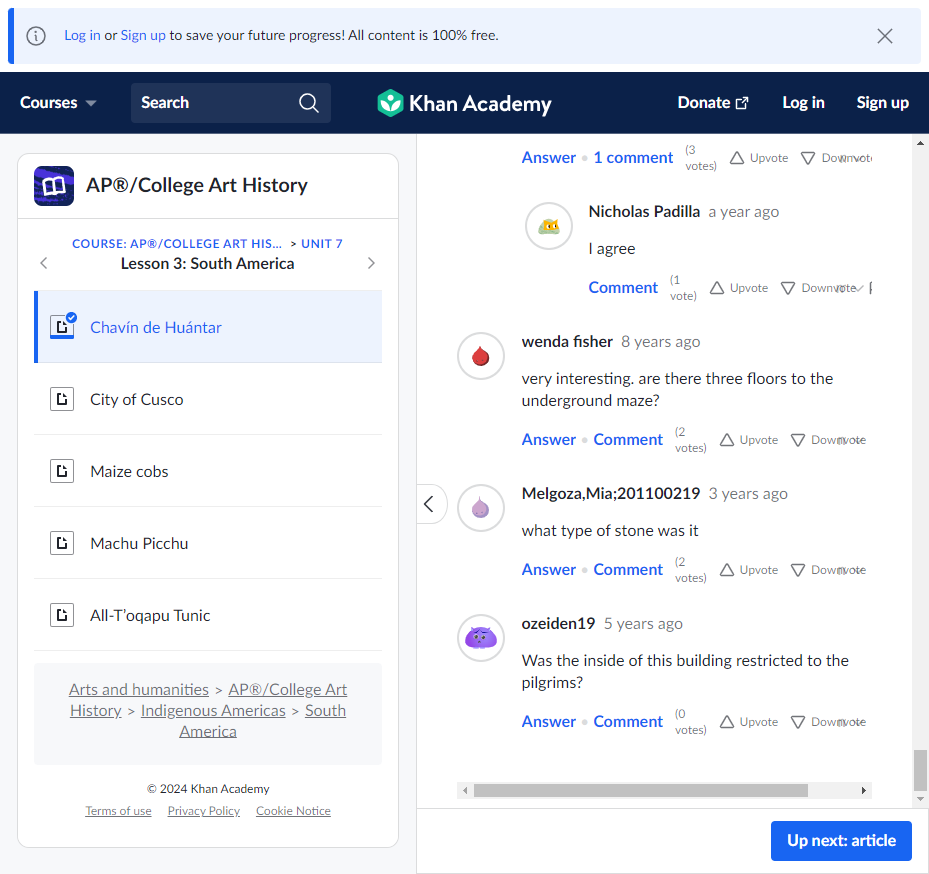 Log in or Sign up to save your future progress! All content is 100% free.
Courses
Search
Khan Academy
Donate
Log in
Sign up
AP®/College Art History
COURSE: AP®/COLLEGE ART HIS... > UNIT 7
Lesson 3: South America
Chavín de Huántar
City of Cusco
Maize cobs
Machu Picchu
All-T'oqapu Tunic
Arts and humanities > AP®/College Art
History > Indigenous Americas > South
America
© 2024 Khan Academy
Terms of use Privacy Policy Cookie Notice
Answer • 1 comment (3 votes) Upvote Downvote
Nicholas Padilla a year ago
I agree
Comment (1 vote) Upvote Downvote
wenda fisher 8 years ago
very interesting. are there three floors to the
underground maze?
Answer • Comment (2 votes) Upvote Downvote
Melgoza,Mia;201100219 3 years ago
what type of stone was it
Answer • Comment (2 votes) Upvote Downvote
ozeiden19 5 years ago
Was the inside of this building restricted to the
pilgrims?
Answer • Comment (0 votes) Upvote Downvote
Up next: article